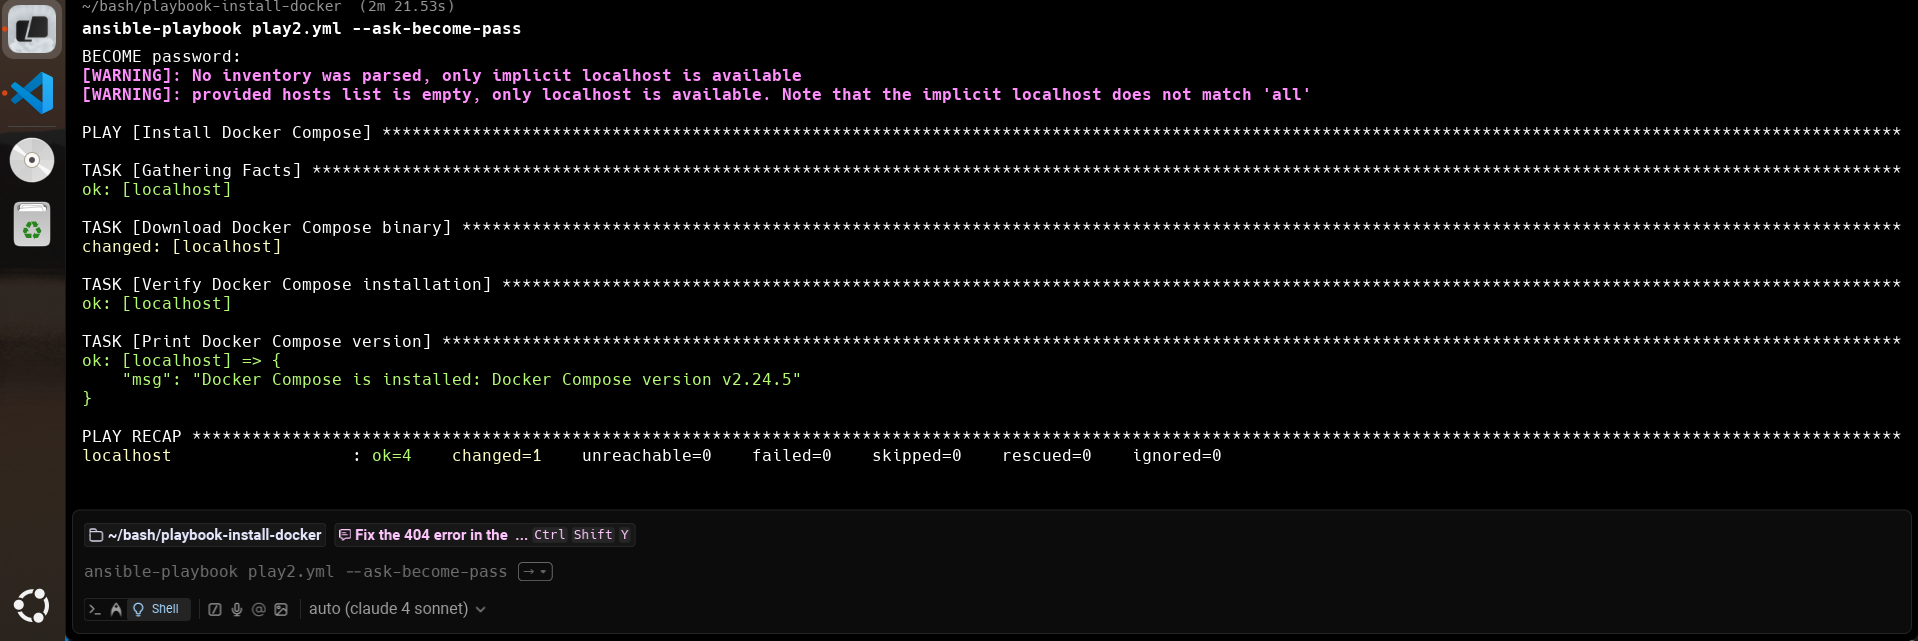 ~/bash/playbook-install-docker (2m 21.53s)
ansible-playbook play2.yml --ask-become-pass
BECOME password:
[WARNING]: No inventory was parsed, only implicit localhost is available
[WARNING]: provided hosts list is empty, only localhost is available. Note that the implicit localhost does not match 'all'
PLAY [Install Docker Compose] ********************************************************************************************************************************************************
TASK [Gathering Facts] ***************************************************************************************************************************************************************
ok: [localhost]
TASK [Download Docker Compose binary] ************************************************************************************************************************************************
changed: [localhost]
TASK [Verify Docker Compose installation] ********************************************************************************************************************************************
ok: [localhost]
TASK [Print Docker Compose version] **************************************************************************************************************************************************
ok: [localhost] => {
    "msg": "Docker Compose is installed: Docker Compose version v2.24.5"
}
PLAY RECAP ***************************************************************************************************************************************************************************
localhost                  : ok=4    changed=1    unreachable=0    failed=0    skipped=0    rescued=0    ignored=0
~/bash/playbook-install-docker Fix the 404 error in the ... Ctrl Shift Y
ansible-playbook play2.yml --ask-become-pass
Shell @ auto (claude 4 sonnet)